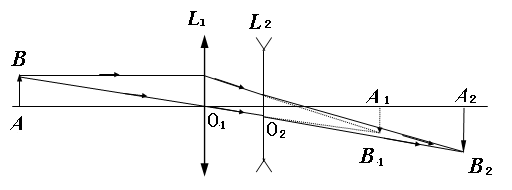 L₁ L₂
B A₁ A₂
A O₁ O₂
B₁ B₂